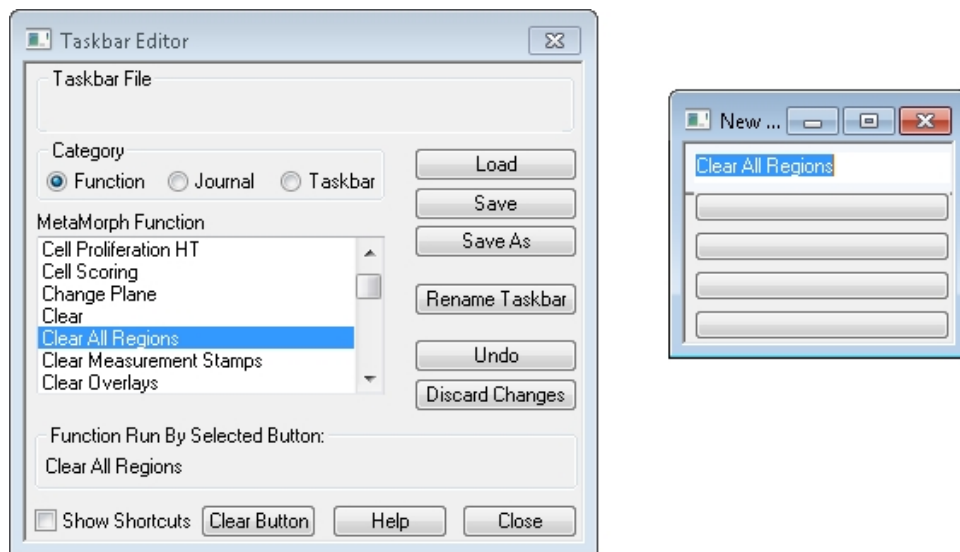 Taskbar Editor
Taskbar File
Category
Function Journal Taskbar
MetaMorph Function
Cell Proliferation HT
Cell Scoring
Change Plane
Clear
Clear All Regions
Clear Measurement Stamps
Clear Overlays
Load
Save
Save As
Rename Taskbar
Undo
Discard Changes
Function Run By Selected Button:
Clear All Regions
Show Shortcuts Clear Button Help Close
New ...
Clear All Regions